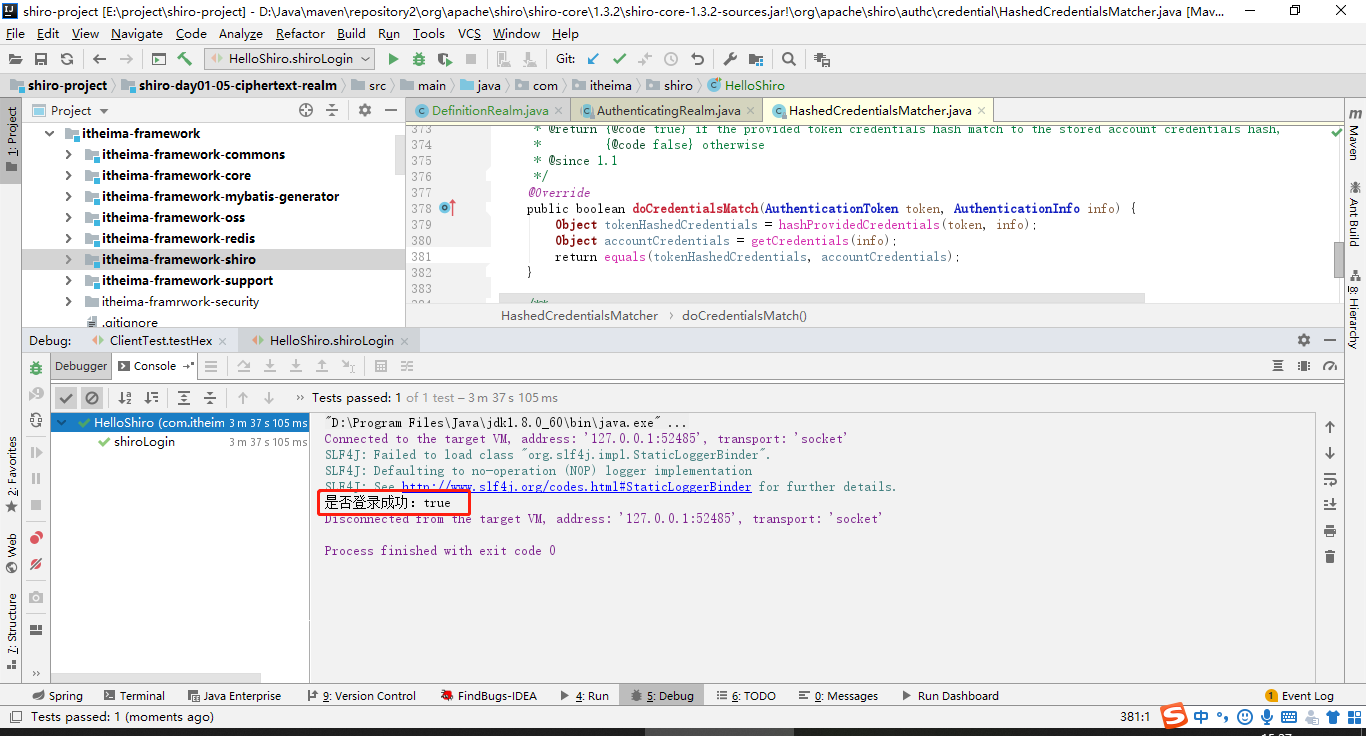 shiro-project [E:\project\shiro-project] - D:\Java\maven\repository2\org\apache\shiro\shiro-core\1.3.2\shiro-core-1.3.2-sources.jar!\org\apache\shiro\authc\credential\HashedCredentialsMatcher.java [Mav...
File Edit View Navigate Code Analyze Refactor Build Run Tools VCS Window Help
HelloShiro.shiroLogin Git:
shiro-project shiro-day01-05-ciphertext-realm src main java com itheima shiro HelloShiro
1: Project
Project
DefinitionRealm.java AuthenticatingRealm.java HashedCredentialsMatcher.java
itheima-framework
itheima-framework-commons
itheima-framework-core
itheima-framework-mybatis-generator
itheima-framework-oss
itheima-framework-redis
itheima-framework-shiro
itheima-framework-support
itheima-framrwork-security
.gitignore
373 * @return {@code true} if the provided token credentials hash match to the stored account credentials hash,
374 * {@code false} otherwise
375 * @since 1.1
376 */
377 @Override
378 public boolean doCredentialsMatch(AuthenticationToken token, AuthenticationInfo info) {
379 Object tokenHashedCredentials = hashProvidedCredentials(token, info);
380 Object accountCredentials = getCredentials(info);
381 return equals(tokenHashedCredentials, accountCredentials);
382 }
383
384 /**
HashedCredentialsMatcher doCredentialsMatch()
Maven
Ant Build
8: Hierarchy
Debug: ClientTest.testHex HelloShiro.shiroLogin
Debugger Console
Tests passed: 1 of 1 test – 3 m 37 s 105 ms
HelloShiro (com.itheim 3 m 37 s 105 ms
shiroLogin 3 m 37 s 105 ms
"D:\Program Files\Java\jdk1.8.0_60\bin\java.exe" ...
Connected to the target VM, address: '127.0.0.1:52485', transport: 'socket'
SLF4J: Failed to load class "org.slf4j.impl.StaticLoggerBinder".
SLF4J: Defaulting to no-operation (NOP) logger implementation
SLF4J: See http://www.slf4j.org/codes.html#StaticLoggerBinder for further details.
是否登录成功：true
Disconnected from the target VM, address: '127.0.0.1:52485', transport: 'socket'
Process finished with exit code 0
2: Favorites
Web
7: Structure
Spring Terminal Java Enterprise 9: Version Control FindBugs-IDEA 4: Run 5: Debug 6: TODO 0: Messages Run Dashboard 1 Event Log
Tests passed: 1 (moments ago) 381:1 S 中